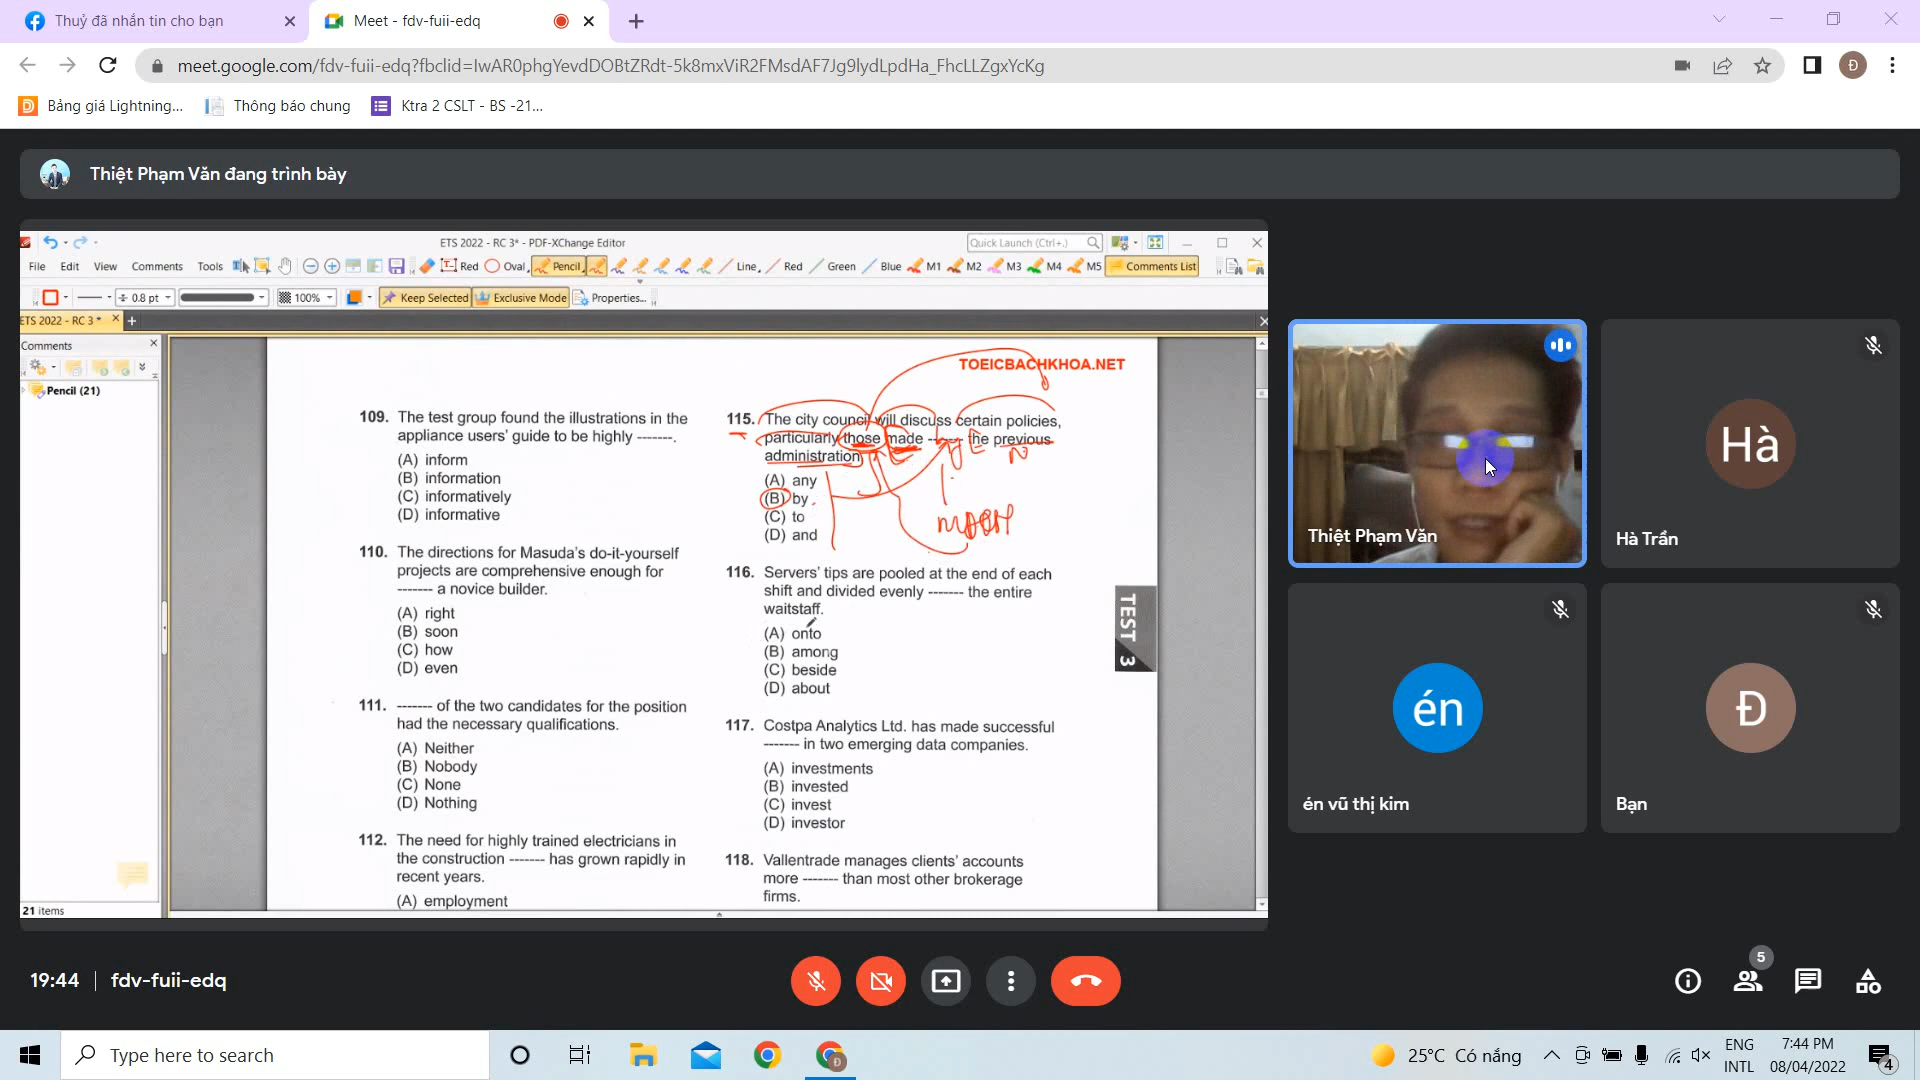 Thuỷ đã nhắn tin cho bạn
Meet - fdv-fuii-edq
meet.google.com/fdv-fuii-edq?fbclid=IwAR0phgYevdDOBtZRdt-5k8mxViR2FMsdAF7Jg9lydLpdHa_FhcLLZgxYcKg
Đ
Bảng giá Lightning...
Thông báo chung
Ktra 2 CSLT - BS -21...
Thiệt Phạm Văn đang trình bày
ETS 2022 - RC 3* - PDF-XChange Editor
Quick Launch (Ctrl+.)
File Edit View Comments Tools Red Oval Pencil Line Red Green Blue M1 M2 M3 M4 M5 Comments List
0.8 pt 100% Keep Selected Exclusive Mode Properties...
ETS 2022 - RC 3 *
Comments
Pencil (21)
21 items
TOEICBACHKHOA.NET
109. The test group found the illustrations in the
appliance users' guide to be highly -------.
(A) inform
(B) information
(C) informatively
(D) informative
110. The directions for Masuda's do-it-yourself
projects are comprehensive enough for
------- a novice builder.
(A) right
(B) soon
(C) how
(D) even
111. ------- of the two candidates for the position
had the necessary qualifications.
(A) Neither
(B) Nobody
(C) None
(D) Nothing
112. The need for highly trained electricians in
the construction ------- has grown rapidly in
recent years.
(A) employment
115. The city council will discuss certain policies,
particularly those made ------- the previous
administration.
(A) any
(B) by
(C) to
(D) and
116. Servers' tips are pooled at the end of each
shift and divided evenly ------- the entire
waitstaff.
(A) onto
(B) among
(C) beside
(D) about
117. Costpa Analytics Ltd. has made successful
------- in two emerging data companies.
(A) investments
(B) invested
(C) invest
(D) investor
118. Vallentrade manages clients' accounts
more ------- than most other brokerage
firms.
TEST 3
Thiệt Phạm Văn
Hà
Hà Trần
én
én vũ thị kim
Đ
Bạn
19:44 | fdv-fuii-edq
5
Type here to search
Đ
25°C Có nắng
ENG
INTL
7:44 PM
08/04/2022
4